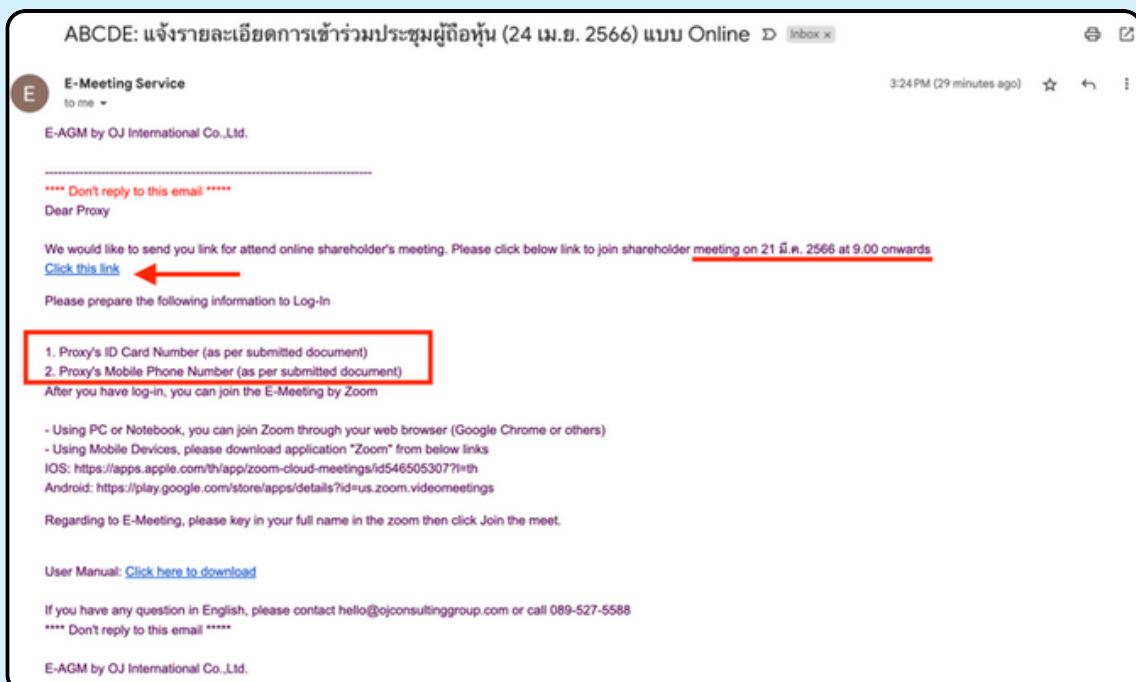 ABCDE: แจ้งรายละเอียดการเข้าร่วมประชุมผู้ถือหุ้น (24 เม.ย. 2566) แบบ Online Inbox x
E
E-Meeting Service
3:24 PM (29 minutes ago)
to me
E-AGM by OJ International Co.,Ltd.
--------------------------------------------------------------------------------
**** Don't reply to this email *****
Dear Proxy
We would like to send you link for attend online shareholder's meeting. Please click below link to join shareholder meeting on 21 มี.ค. 2566 at 9.00 onwards
Click this link
Please prepare the following information to Log-In
1. Proxy's ID Card Number (as per submitted document)
2. Proxy's Mobile Phone Number (as per submitted document)
After you have log-in, you can join the E-Meeting by Zoom
- Using PC or Notebook, you can join Zoom through your web browser (Google Chrome or others)
- Using Mobile Devices, please download application "Zoom" from below links
IOS: https://apps.apple.com/th/app/zoom-cloud-meetings/id546505307?l=th
Android: https://play.google.com/store/apps/details?id=us.zoom.videomeetings
Regarding to E-Meeting, please key in your full name in the zoom then click Join the meet.
User Manual: Click here to download
If you have any question in English, please contact hello@ojconsultinggroup.com or call 089-527-5588
**** Don't reply to this email *****
E-AGM by OJ International Co.,Ltd.